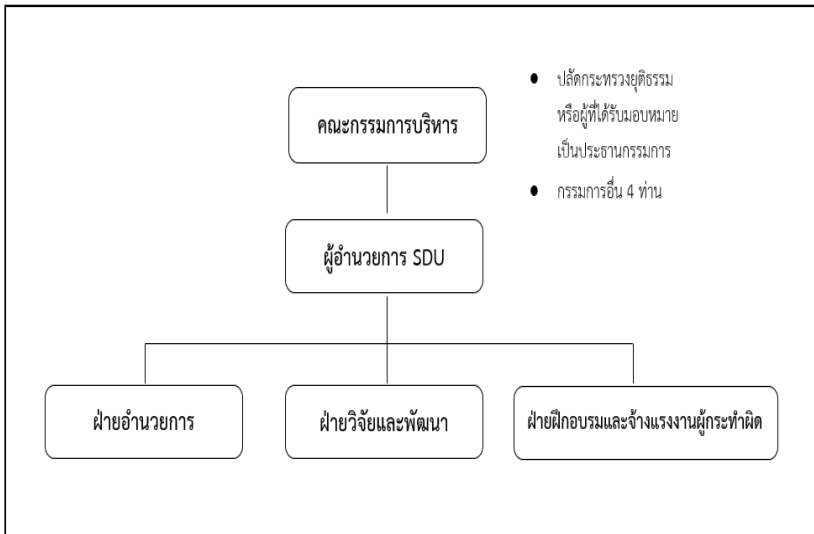 คณะกรรมการบริหาร
● ปลัดกระทรวงยุติธรรม
หรือผู้ที่ได้รับมอบหมาย
เป็นประธานกรรมการ
● กรรมการอื่น 4 ท่าน
ผู้อำนวยการ SDU
ฝ่ายอำนวยการ
ฝ่ายวิจัยและพัฒนา
ฝ่ายฝึกอบรมและจ้างแรงงานผู้กระทำผิด